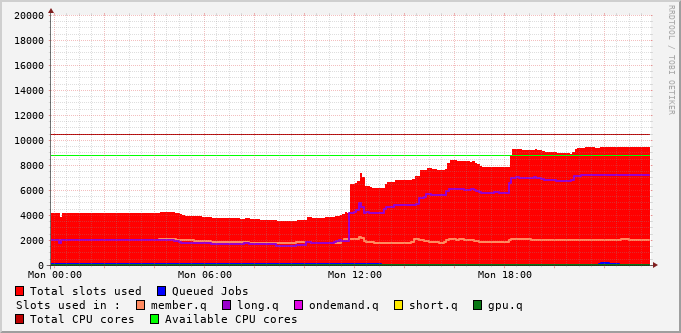 20000
18000
16000
14000
12000
10000
8000
6000
4000
2000
0
Mon 00:00 Mon 06:00 Mon 12:00 Mon 18:00
RRDTOOL / TOBI OETIKER
Total slots used Queued Jobs
Slots used in : member.q long.q ondemand.q short.q gpu.q
Total CPU cores Available CPU cores